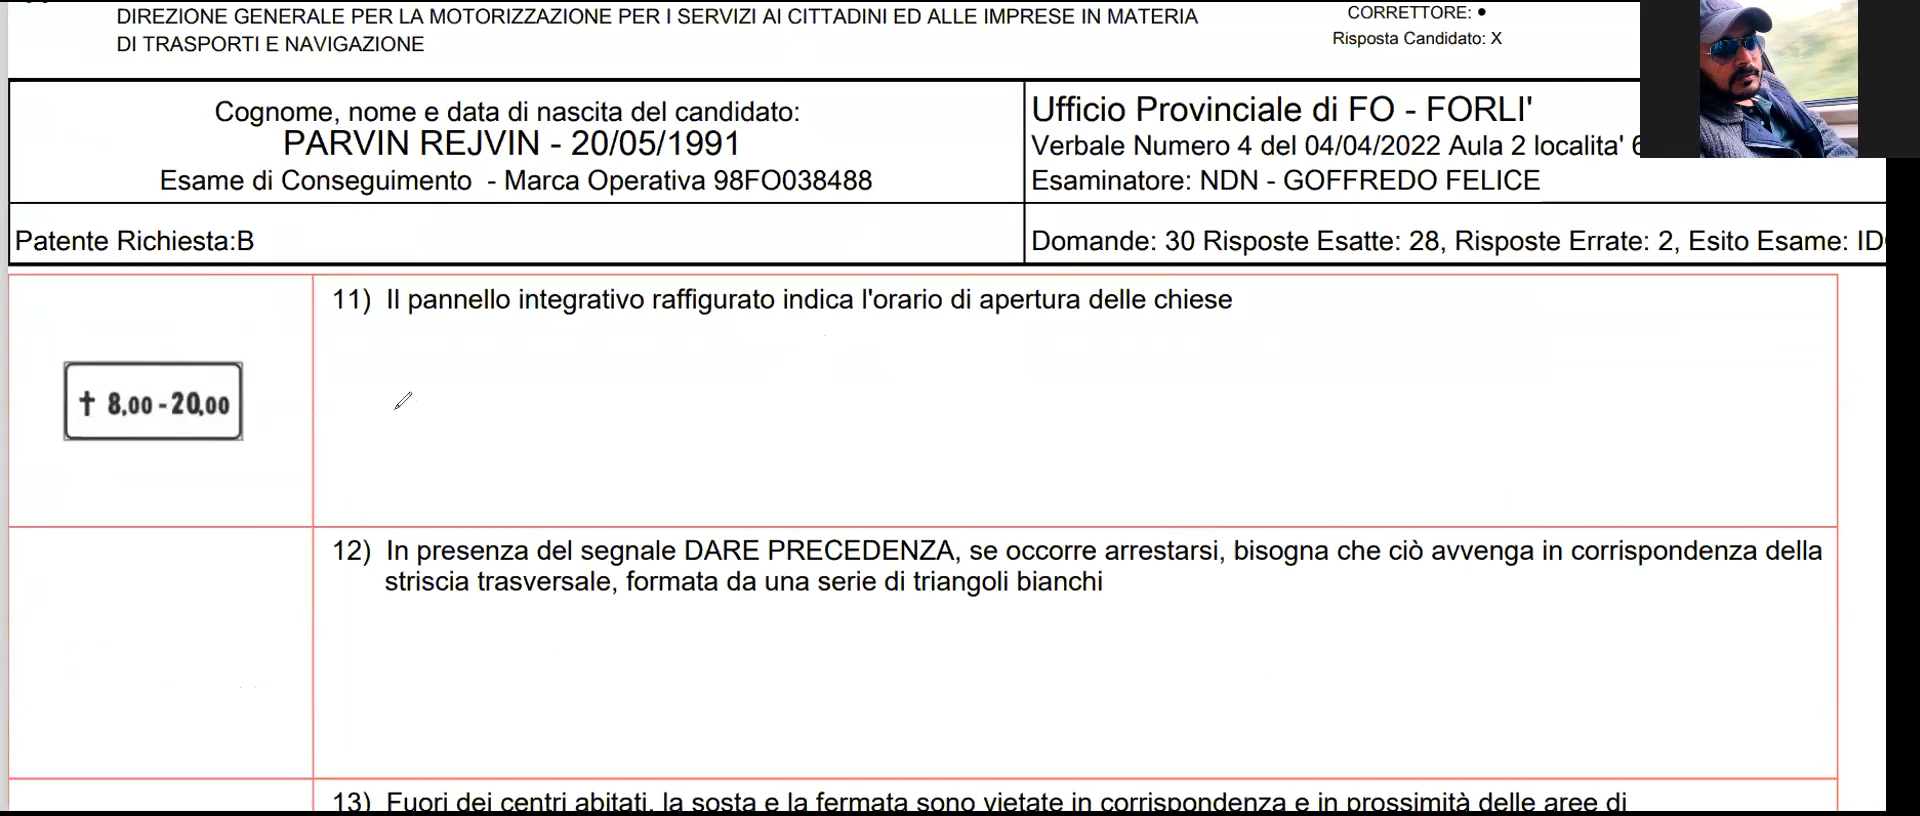 DIREZIONE GENERALE PER LA MOTORIZZAZIONE PER I SERVIZI AI CITTADINI ED ALLE IMPRESE IN MATERIA
DI TRASPORTI E NAVIGAZIONE
CORRETTORE: •
Risposta Candidato: X
Cognome, nome e data di nascita del candidato:
PARVIN REJVIN - 20/05/1991
Esame di Conseguimento - Marca Operativa 98FO038488
Ufficio Provinciale di FO - FORLI'
Verbale Numero 4 del 04/04/2022 Aula 2 localita' 6
Esaminatore: NDN - GOFFREDO FELICE
Patente Richiesta:B
Domande: 30 Risposte Esatte: 28, Risposte Errate: 2, Esito Esame: ID
11) Il pannello integrativo raffigurato indica l'orario di apertura delle chiese
† 8.00 - 20.00
12) In presenza del segnale DARE PRECEDENZA, se occorre arrestarsi, bisogna che ciò avvenga in corrispondenza della
striscia trasversale, formata da una serie di triangoli bianchi
13) Fuori dei centri abitati, la sosta e la fermata sono vietate in corrispondenza e in prossimità delle aree di